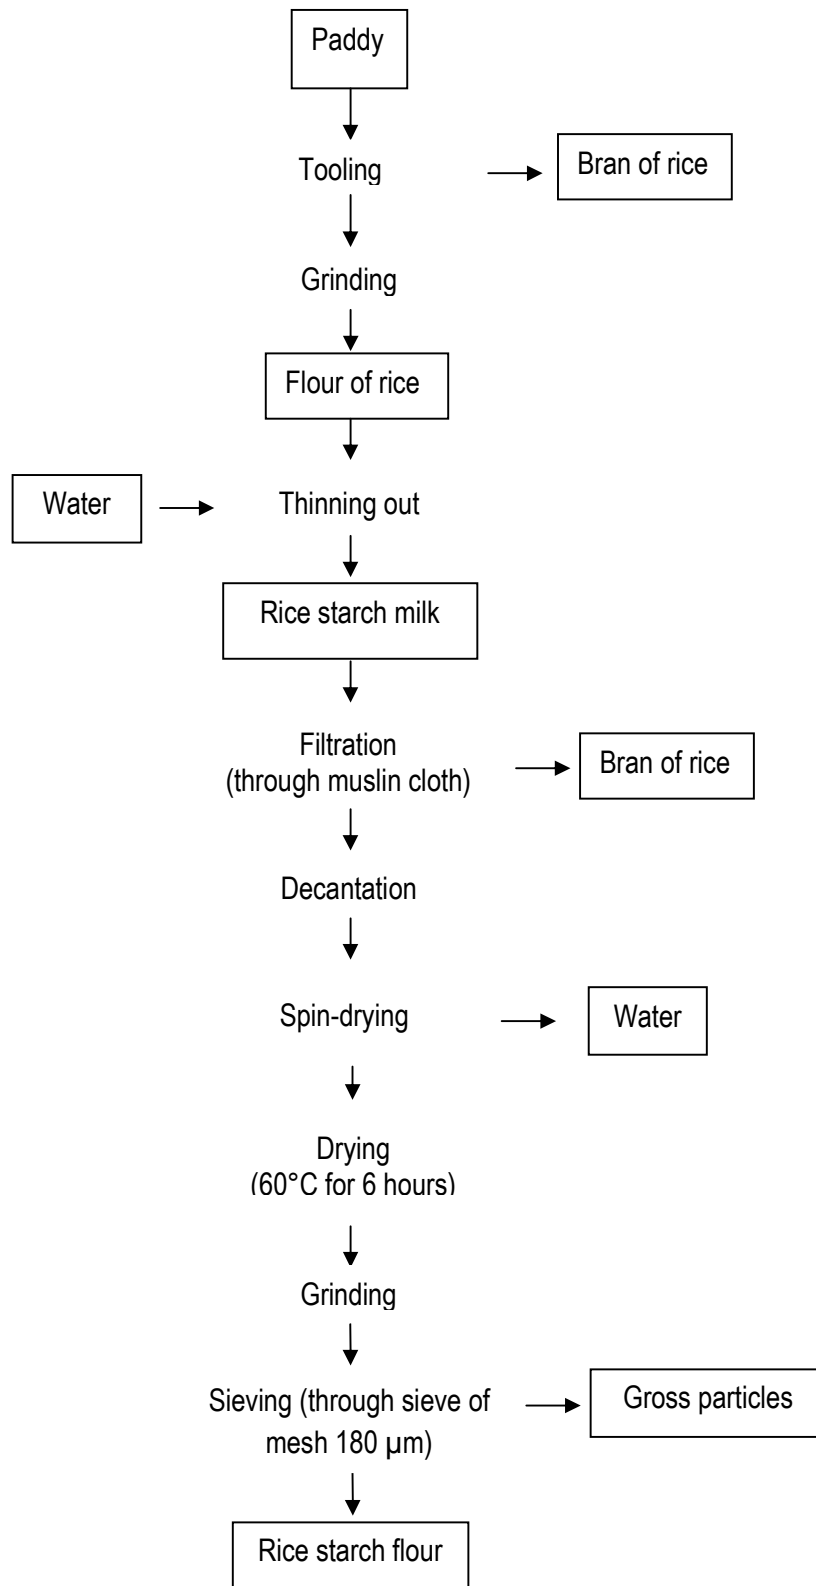 Paddy
Tooling
Bran of rice
Grinding
Flour of rice
Water
Thinning out
Rice starch milk
Filtration
(through muslin cloth)
Bran of rice
Decantation
Spin-drying
Water
Drying
(60°C for 6 hours)
Grinding
Sieving (through sieve of
mesh 180 µm)
Gross particles
Rice starch flour